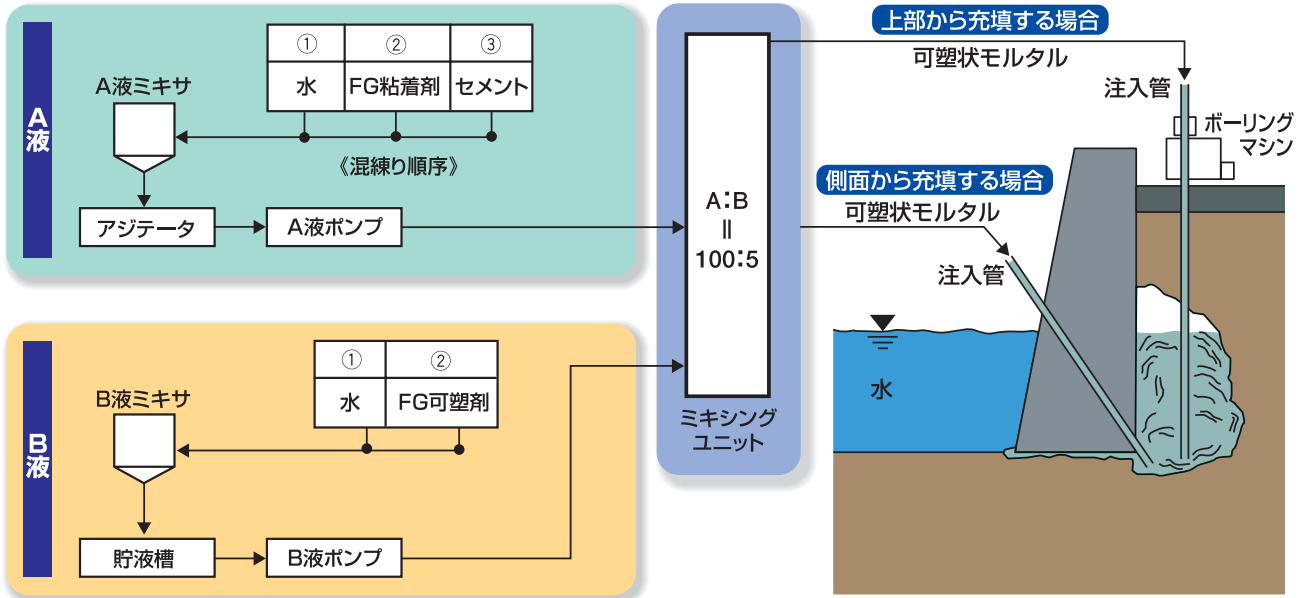 A液
① ② ③
水 FG粘着剤 セメント
A液ミキサ
《混練り順序》
アジテータ
A液ポンプ
B液
① ②
水 FG可塑剤
B液ミキサ
貯液槽
B液ポンプ
A:B
=
100:5
ミキシング
ユニット
上部から充填する場合
可塑状モルタル
注入管
ボーリング
マシン
側面から充填する場合
可塑状モルタル
注入管
水